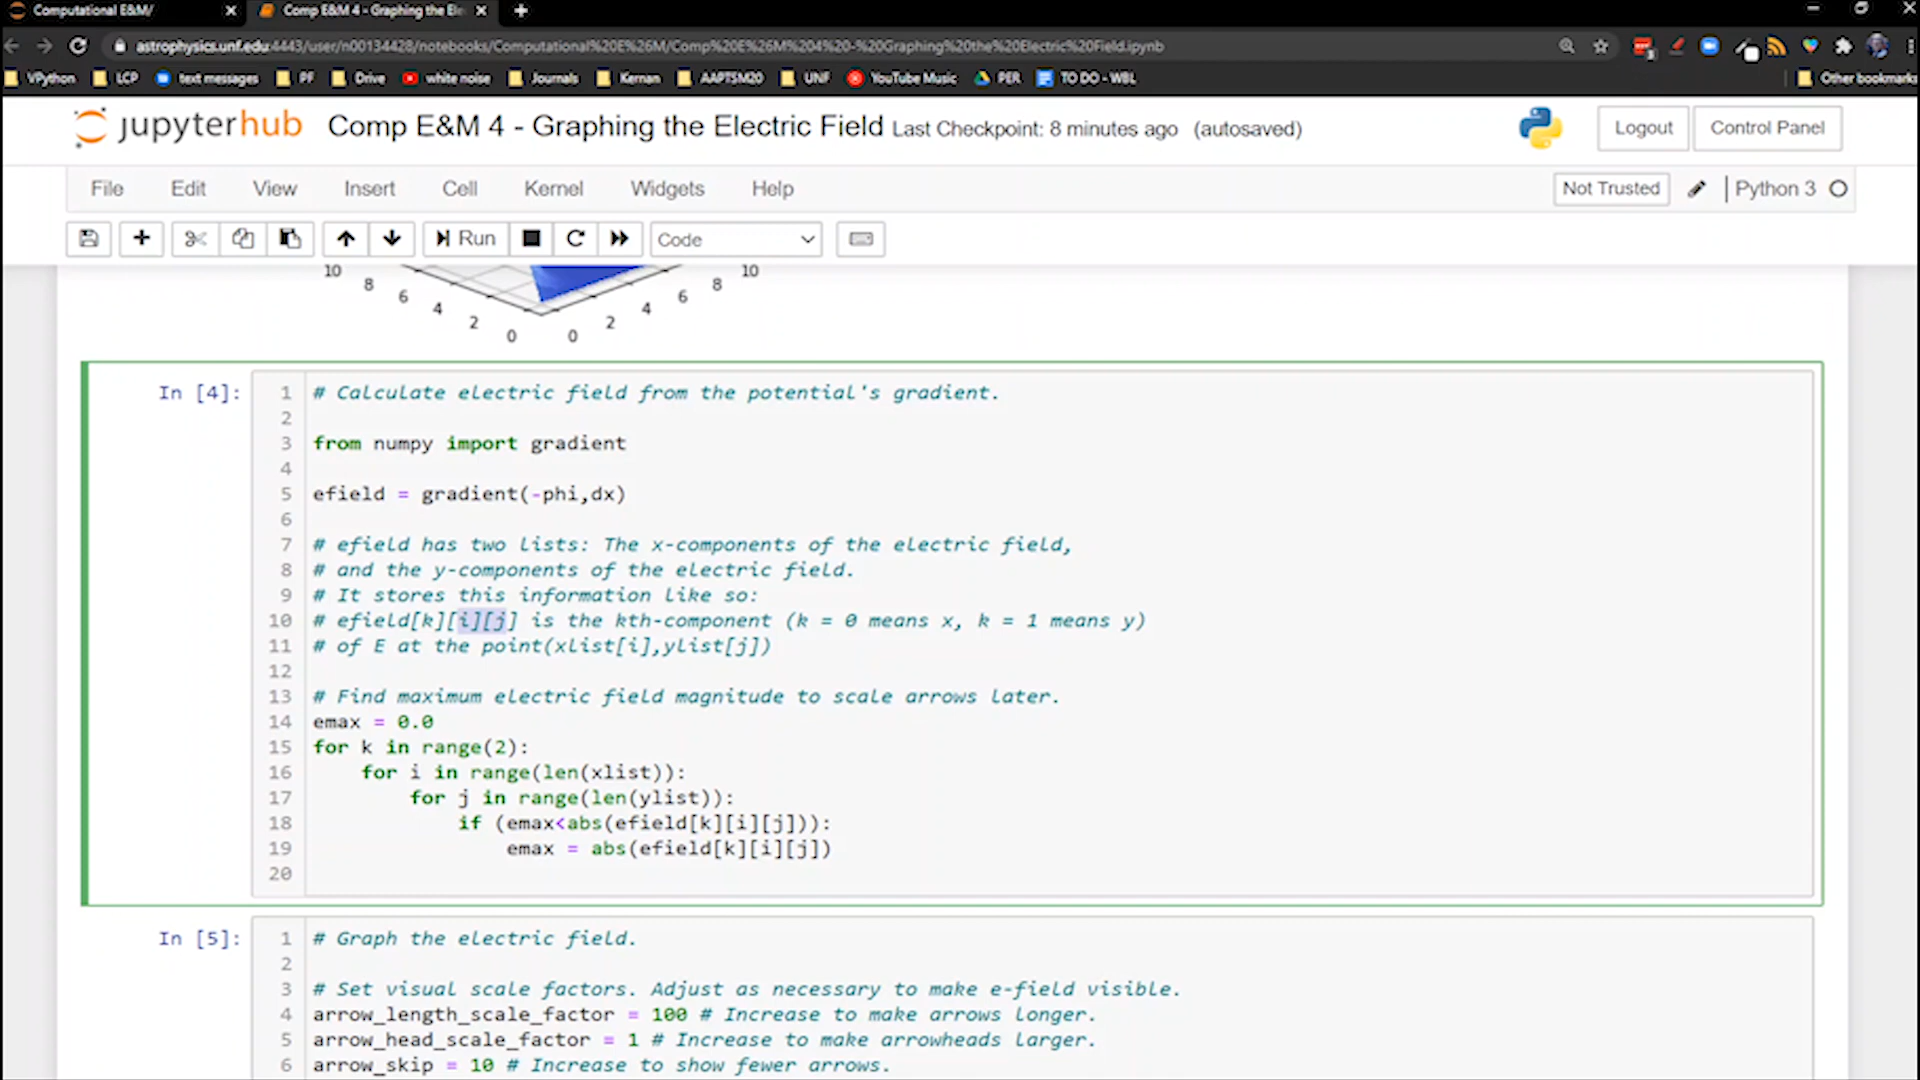 Computational E&M/
Comp E&M 4 - Graphing the Ele
astrophysics.unf.edu:4443/user/n00134428/notebooks/Computational%20E%26M/Comp%20E%26M%204%20-%20Graphing%20the%20Electric%20Field.ipynb
VPython LCP text messages PF Drive white noise Journals Kernan AAPTSM20 UNF YouTube Music PER TO DO - WBL Other bookmarks
jupyterhub Comp E&M 4 - Graphing the Electric Field Last Checkpoint: 8 minutes ago (autosaved) Logout Control Panel
File Edit View Insert Cell Kernel Widgets Help Not Trusted Python 3
Run Code
10 10
8 8
6 6
4 4
2 2
0 0
In [4]:
1 # Calculate electric field from the potential's gradient.
2
3 from numpy import gradient
4
5 efield = gradient(-phi,dx)
6
7 # efield has two lists: The x-components of the electric field,
8 # and the y-components of the electric field.
9 # It stores this information like so:
10 # efield[k][i][j] is the kth-component (k = 0 means x, k = 1 means y)
11 # of E at the point(xlist[i],ylist[j])
12
13 # Find maximum electric field magnitude to scale arrows later.
14 emax = 0.0
15 for k in range(2):
16 for i in range(len(xlist)):
17 for j in range(len(ylist)):
18 if (emax<abs(efield[k][i][j])):
19 emax = abs(efield[k][i][j])
20
In [5]:
1 # Graph the electric field.
2
3 # Set visual scale factors. Adjust as necessary to make e-field visible.
4 arrow_length_scale_factor = 100 # Increase to make arrows longer.
5 arrow_head_scale_factor = 1 # Increase to make arrowheads larger.
6 arrow_skip = 10 # Increase to show fewer arrows.